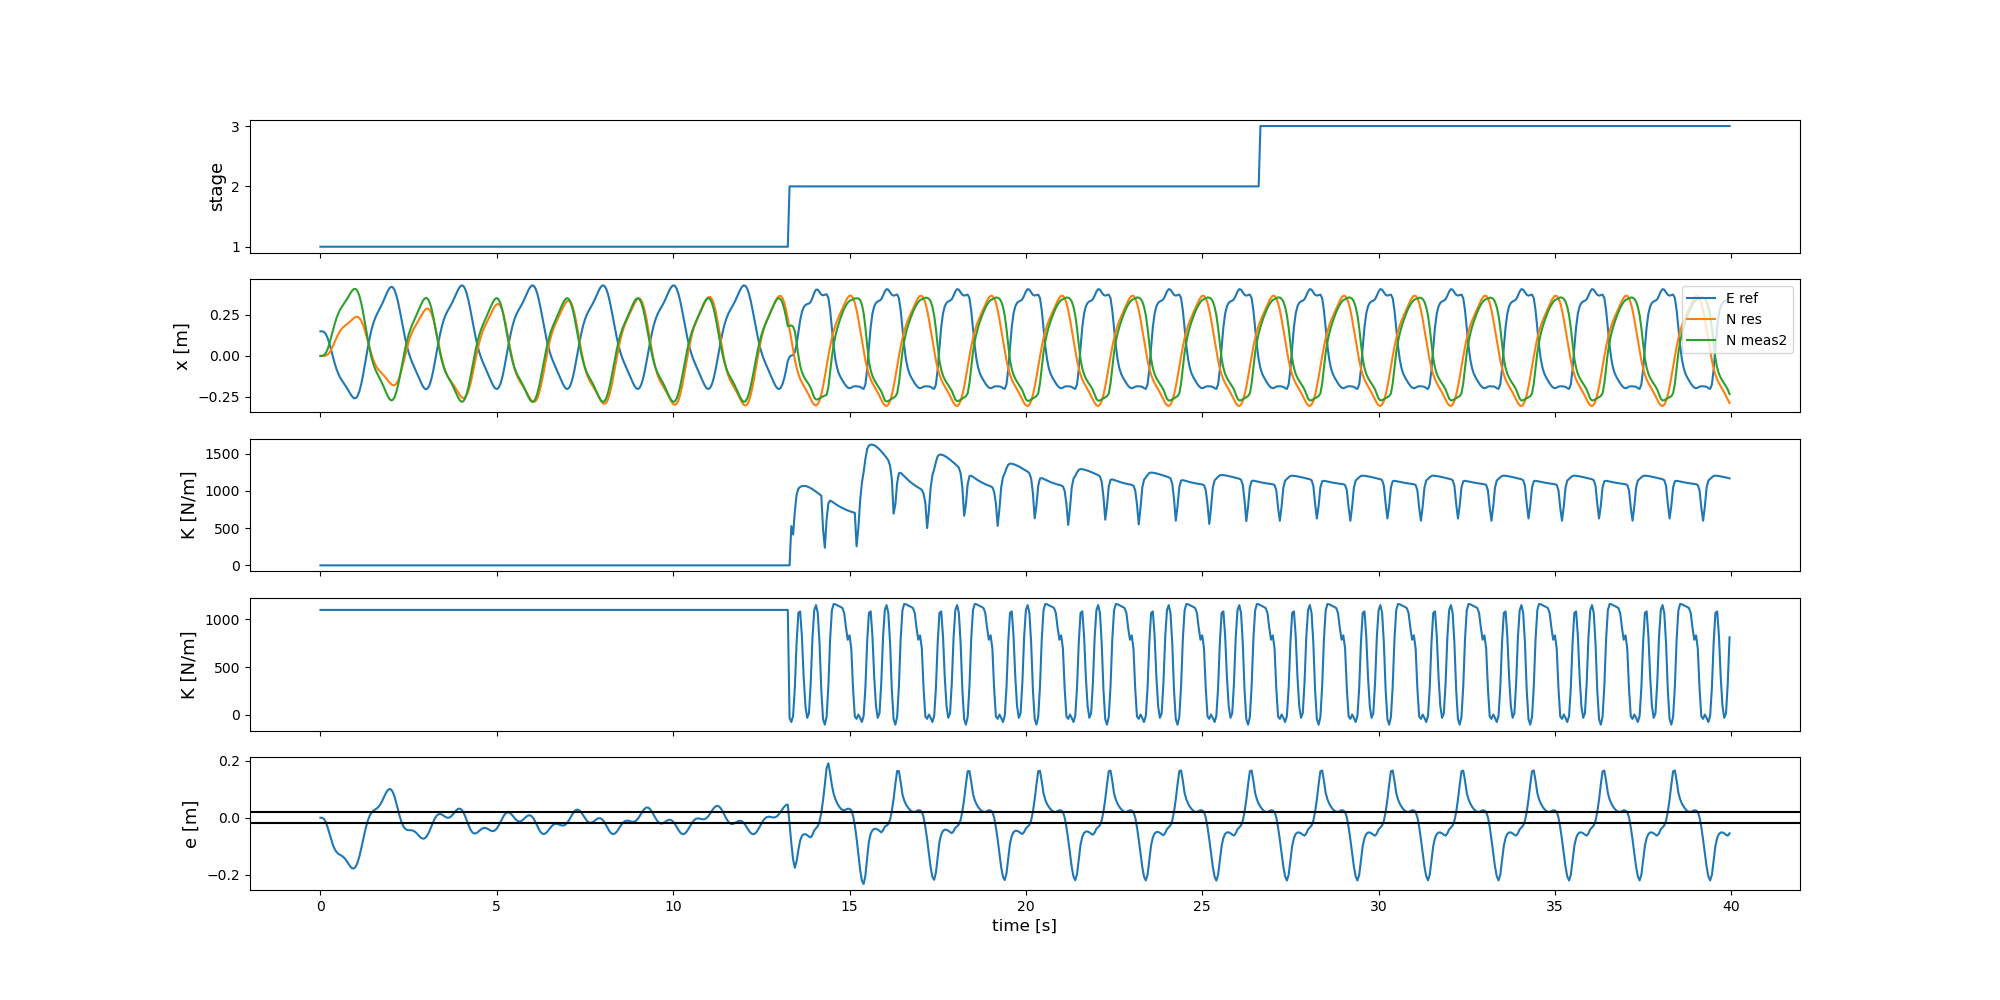 stage
3
2
1
x [m]
0.25
0.00
−0.25
E ref
N res
N meas2
K [N/m]
1500
1000
500
0
K [N/m]
1000
500
0
e [m]
0.2
0.0
−0.2
0 5 10 15 20 25 30 35 40
time [s]